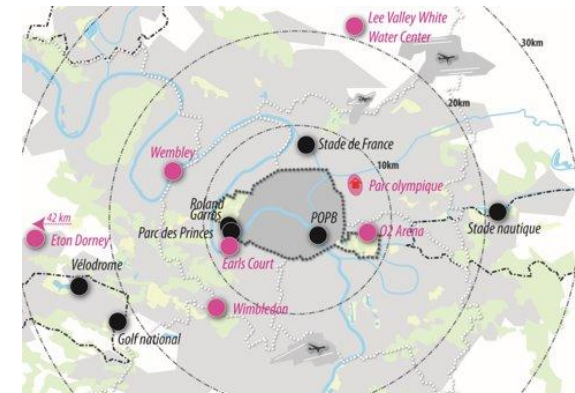 Lee Valley White
Water Center
30km
20km
Stade de France
10km
Wembley
Parc olympique
Roland
Garros
POPB
O2 Arena
Stade nautique
Parc des Princes
42 km
Eton Dorney
Earls Court
Vélodrome
Wimbledon
Golf national